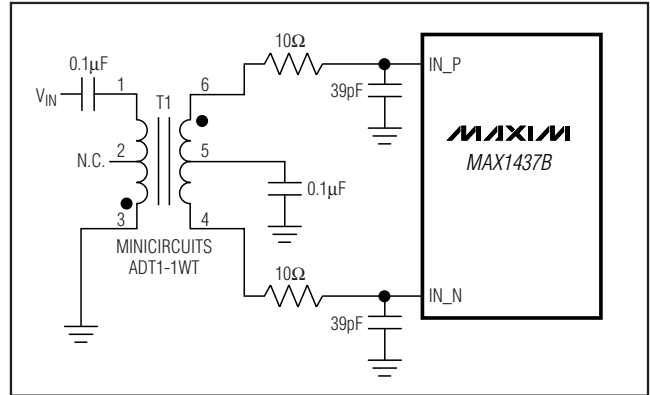 10Ω
0.1μF
1
6
IN_P
39pF
V_IN
T1
MAXIM
MAX1437B
N.C.
2
5
0.1μF
3
4
MINICIRCUITS
ADT1-1WT
10Ω
IN_N
39pF